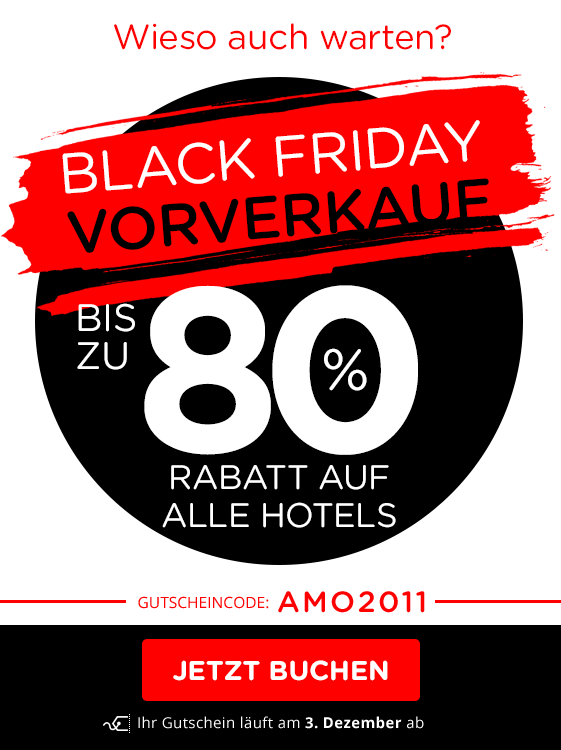 Wieso auch warten?
BLACK FRIDAY
VORVERKAUF
BIS
ZU
80%
RABATT AUF
ALLE HOTELS
GUTSCHEINCODE: AMO2011
JETZT BUCHEN
Ihr Gutschein läuft am 3. Dezember ab